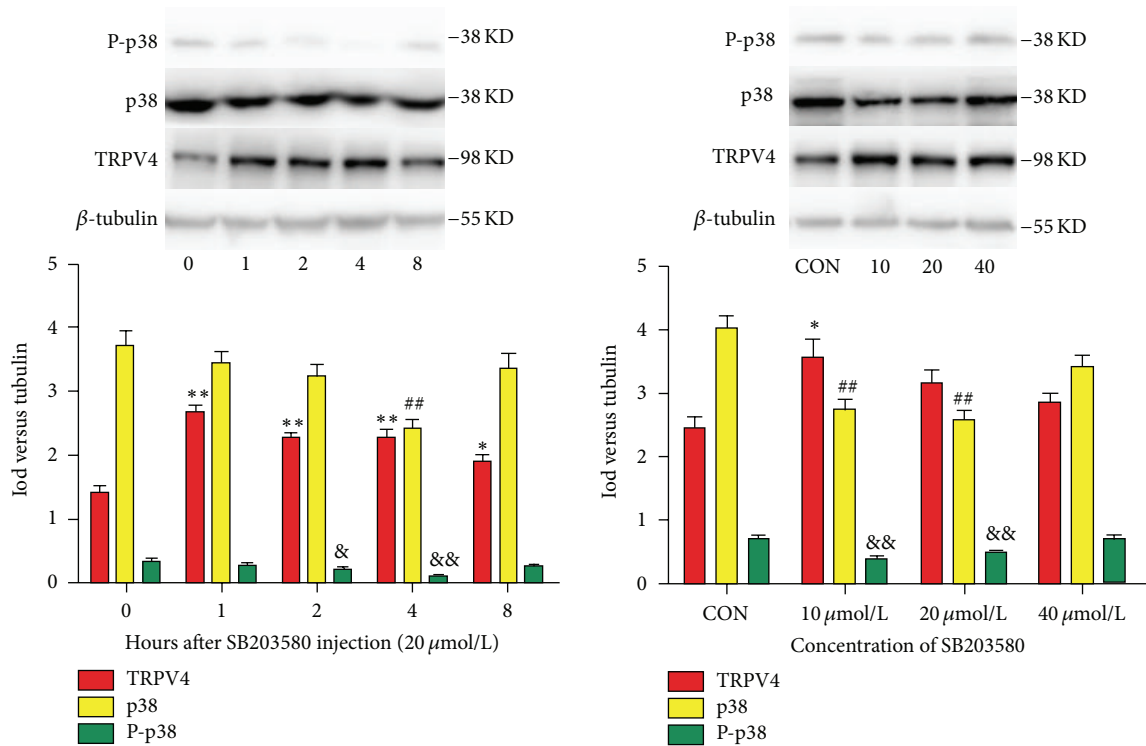 P-p38
−38 KD
p38
−38 KD
TRPV4
−98 KD
β-tubulin
−55 KD
0 1 2 4 8
5
4
3
2
1
0
Iod versus tubulin
** ** ** ## * & &&
0 1 2 4 8
Hours after SB203580 injection (20 μmol/L)
TRPV4
p38
P-p38
P-p38
−38 KD
p38
−38 KD
TRPV4
−98 KD
β-tubulin
−55 KD
CON 10 20 40
5
4
3
2
1
0
Iod versus tubulin
* ## ## && &&
CON 10 μmol/L 20 μmol/L 40 μmol/L
Concentration of SB203580
TRPV4
p38
P-p38